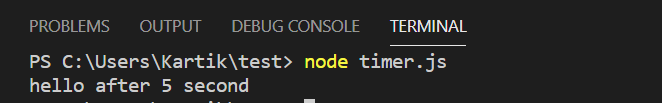 PROBLEMS OUTPUT DEBUG CONSOLE TERMINAL
PS C:\Users\Kartik\test> node timer.js
hello after 5 second